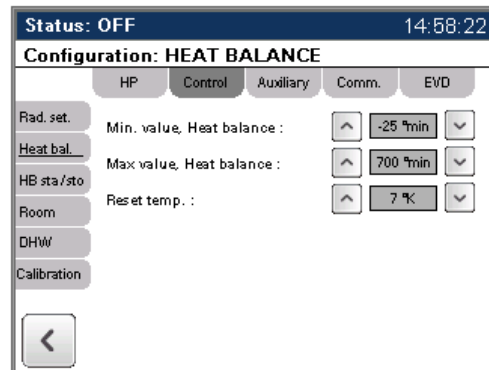 Status: OFF 14:58:22
Configuration: HEAT BALANCE
HP Control Auxiliary Comm. EVD
Rad. set.
Heat bal.
HB sta/sto
Room
DHW
Calibration
Min. value, Heat balance : -25 °min
Max value, Heat balance : 700 °min
Reset temp. : 7 °K